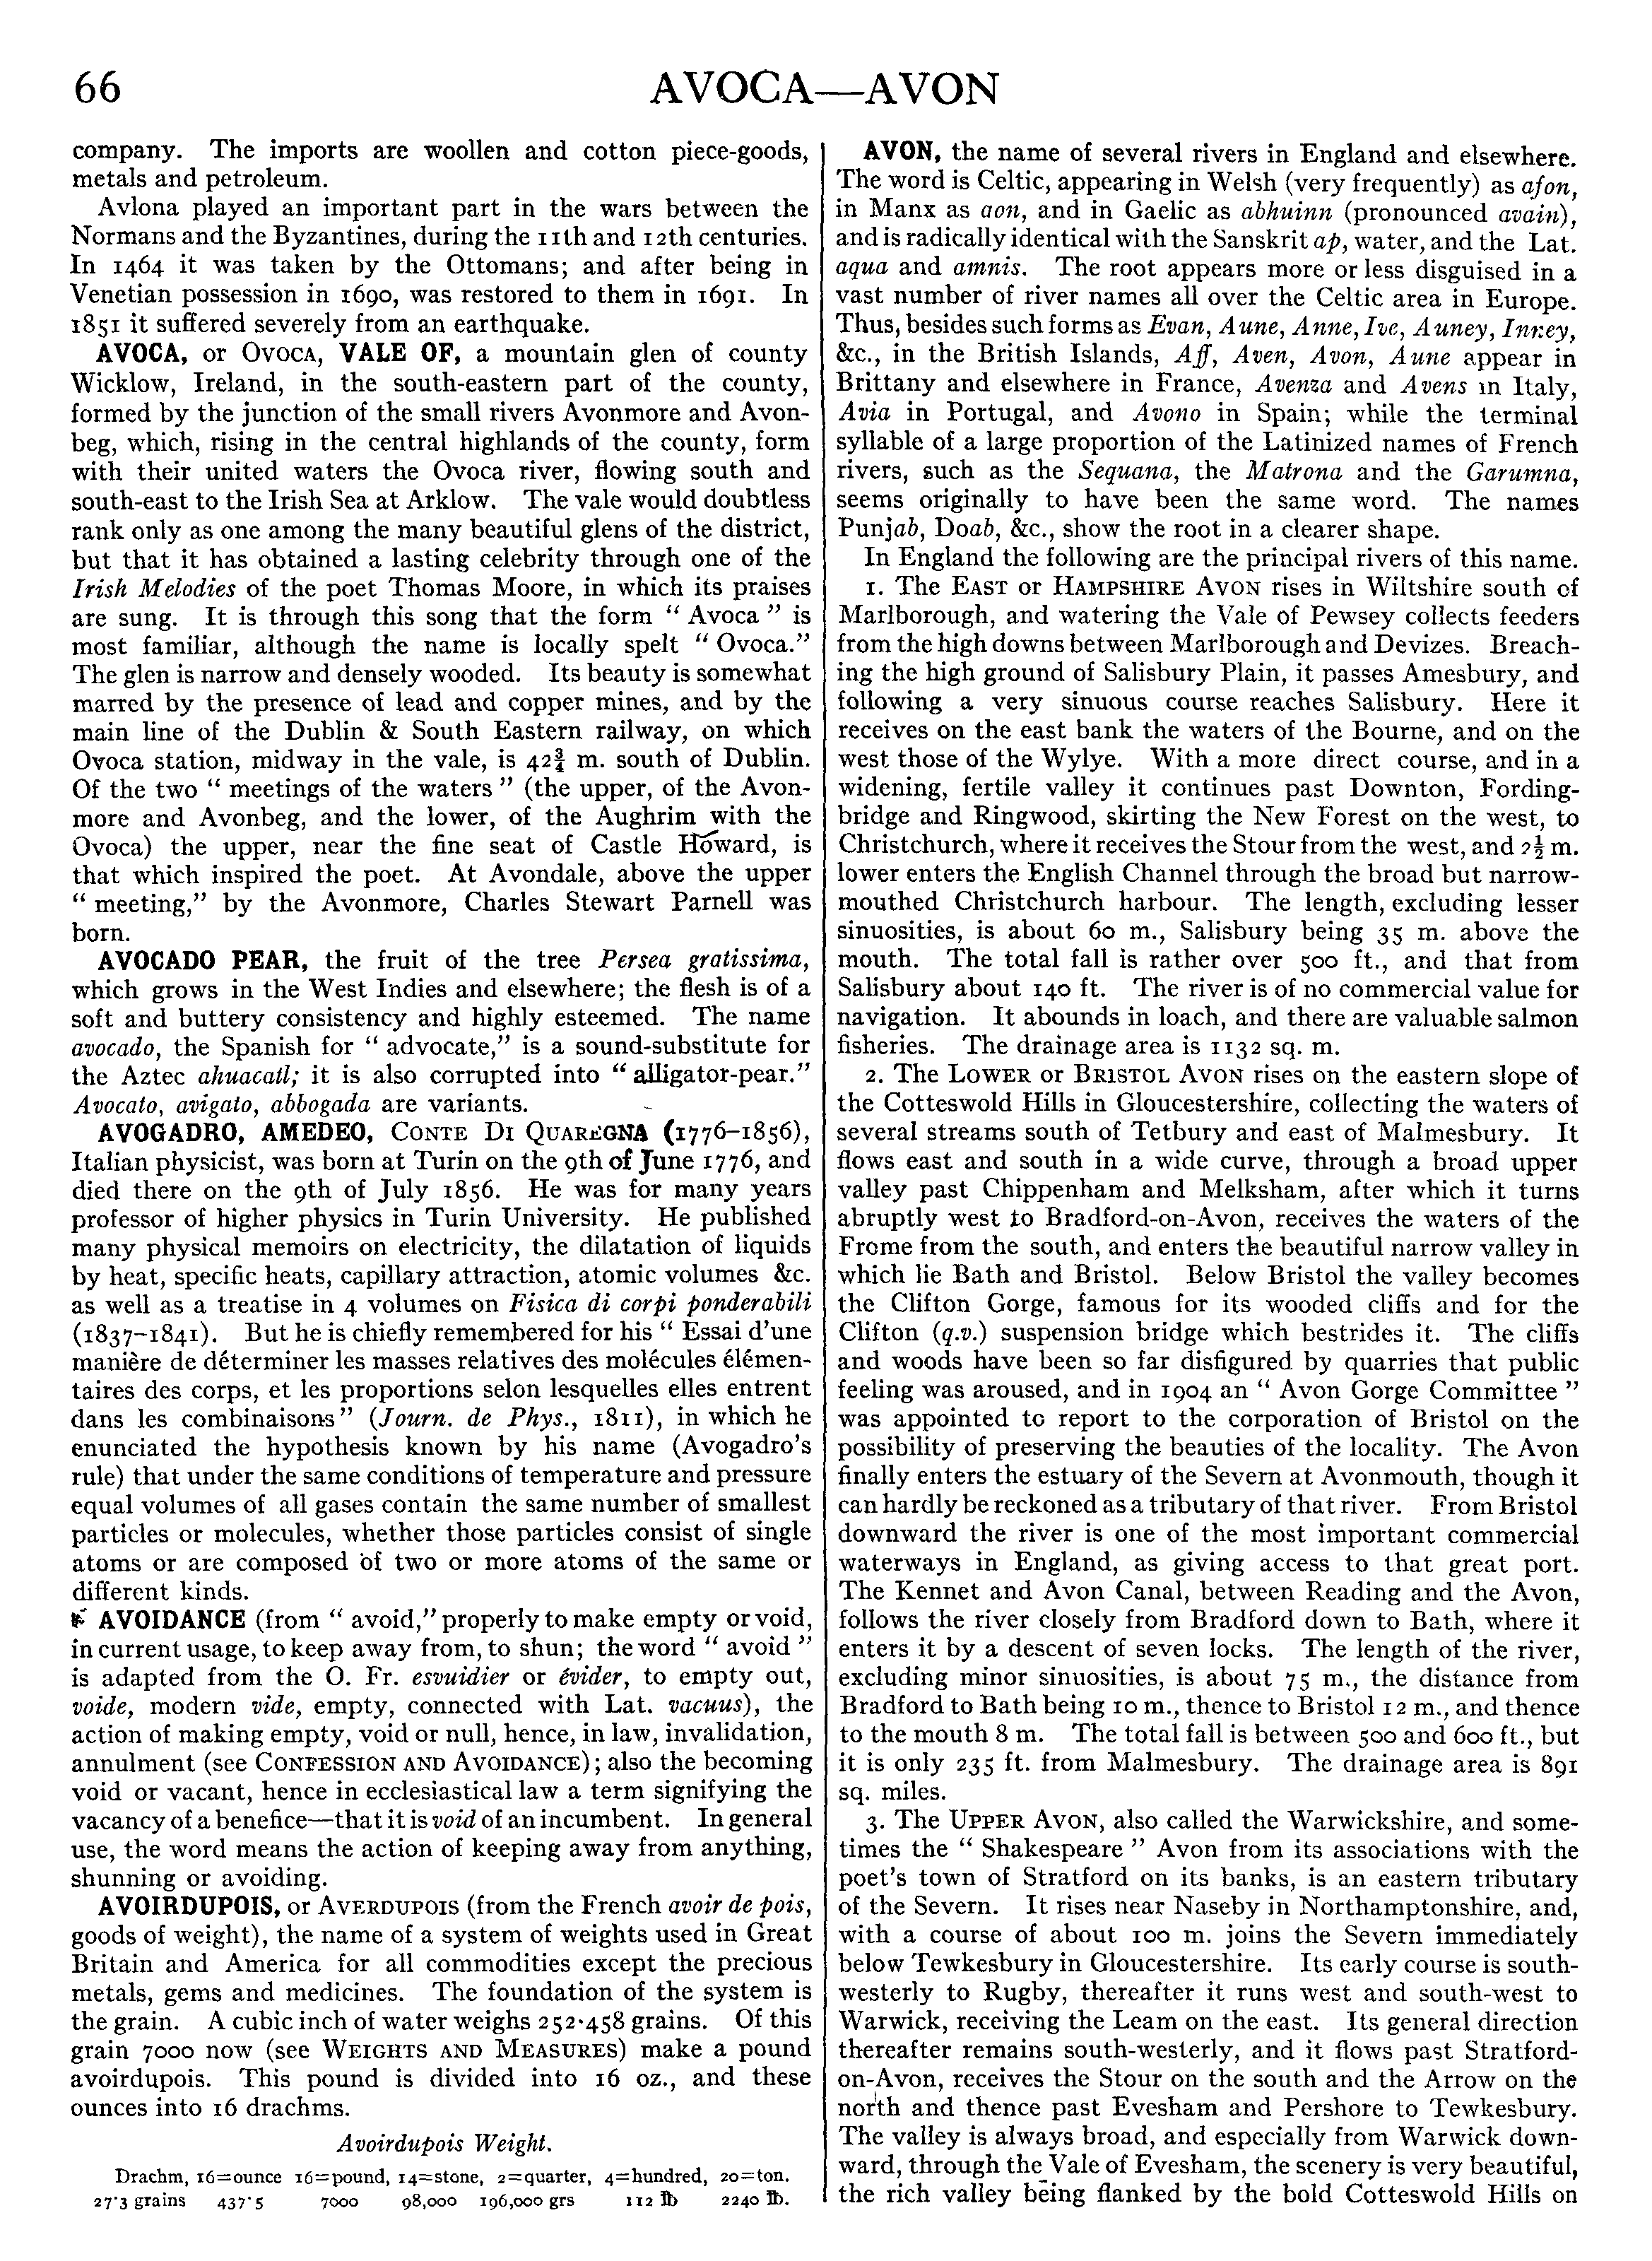 66
AVOCA—AVON
company. The imports are woollen and cotton piece-goods,
metals and petroleum.
Avlona played an important part in the wars between the
Normans and the Byzantines, during the 11th and 12th centuries.
In 1464 it was taken by the Ottomans; and after being in
Venetian possession in 1690, was restored to them in 1691. In
1851 it suffered severely from an earthquake.
AVOCA, or OVOCA, VALE OF, a mountain glen of county
Wicklow, Ireland, in the south-eastern part of the county,
formed by the junction of the small rivers Avonmore and Avon-
beg, which, rising in the central highlands of the county, form
with their united waters the Ovoca river, flowing south and
south-east to the Irish Sea at Arklow. The vale would doubtless
rank only as one among the many beautiful glens of the district,
but that it has obtained a lasting celebrity through one of the
Irish Melodies of the poet Thomas Moore, in which its praises
are sung. It is through this song that the form “ Avoca ” is
most familiar, although the name is locally spelt “ Ovoca.”
The glen is narrow and densely wooded. Its beauty is somewhat
marred by the presence of lead and copper mines, and by the
main line of the Dublin & South Eastern railway, on which
Ovoca station, midway in the vale, is 42¾ m. south of Dublin.
Of the two “ meetings of the waters ” (the upper, of the Avon-
more and Avonbeg, and the lower, of the Aughrim with the
Ovoca) the upper, near the fine seat of Castle Howard, is
that which inspired the poet. At Avondale, above the upper
“ meeting,” by the Avonmore, Charles Stewart Parnell was
born.
AVOCADO PEAR, the fruit of the tree Persea gratissima,
which grows in the West Indies and elsewhere; the flesh is of a
soft and buttery consistency and highly esteemed. The name
avocado, the Spanish for “ advocate,” is a sound-substitute for
the Aztec ahuacatl; it is also corrupted into “ alligator-pear.”
Avocato, avigato, abbogada are variants.
AVOGADRO, AMEDEO, CONTE DI QUAREGNA (1776–1856),
Italian physicist, was born at Turin on the 9th of June 1776, and
died there on the 9th of July 1856. He was for many years
professor of higher physics in Turin University. He published
many physical memoirs on electricity, the dilatation of liquids
by heat, specific heats, capillary attraction, atomic volumes &c.
as well as a treatise in 4 volumes on Fisica di corpi ponderabili
(1837–1841). But he is chiefly remembered for his “ Essai d’une
manière de déterminer les masses relatives des molécules élémen-
taires des corps, et les proportions selon lesquelles elles entrent
dans les combinaisons” (Journ. de Phys., 1811), in which he
enunciated the hypothesis known by his name (Avogadro’s
rule) that under the same conditions of temperature and pressure
equal volumes of all gases contain the same number of smallest
particles or molecules, whether those particles consist of single
atoms or are composed of two or more atoms of the same or
different kinds.
AVOIDANCE (from “ avoid,” properly to make empty or void,
in current usage, to keep away from, to shun; the word “ avoid ”
is adapted from the O. Fr. esvuidier or évider, to empty out,
voide, modern vide, empty, connected with Lat. vacuus), the
action of making empty, void or null, hence, in law, invalidation,
annulment (see CONFESSION AND AVOIDANCE); also the becoming
void or vacant, hence in ecclesiastical law a term signifying the
vacancy of a benefice—that it is void of an incumbent. In general
use, the word means the action of keeping away from anything,
shunning or avoiding.
AVOIRDUPOIS, or AVERDUPOIS (from the French avoir de pois,
goods of weight), the name of a system of weights used in Great
Britain and America for all commodities except the precious
metals, gems and medicines. The foundation of the system is
the grain. A cubic inch of water weighs 252·458 grains. Of this
grain 7000 now (see WEIGHTS AND MEASURES) make a pound
avoirdupois. This pound is divided into 16 oz., and these
ounces into 16 drachms.
Avoirdupois Weight.
Drachm, 16=ounce 16=pound, 14=stone, 2=quarter, 4=hundred, 20=ton.
27·3 grains 437·5 7000 98,000 196,000 grs 112 ℔ 2240 ℔.
AVON, the name of several rivers in England and elsewhere.
The word is Celtic, appearing in Welsh (very frequently) as afon,
in Manx as aon, and in Gaelic as abhuinn (pronounced avain),
and is radically identical with the Sanskrit ap, water, and the Lat.
aqua and amnis. The root appears more or less disguised in a
vast number of river names all over the Celtic area in Europe.
Thus, besides such forms as Evan, Aune, Anne, Ive, Auney, Inney,
&c., in the British Islands, Aff, Aven, Avon, Aune appear in
Brittany and elsewhere in France, Avenza and Avens in Italy,
Avia in Portugal, and Avono in Spain; while the terminal
syllable of a large proportion of the Latinized names of French
rivers, such as the Sequana, the Matrona and the Garumna,
seems originally to have been the same word. The names
Punjab, Doab, &c., show the root in a clearer shape.
In England the following are the principal rivers of this name.
1. The EAST or HAMPSHIRE AVON rises in Wiltshire south of
Marlborough, and watering the Vale of Pewsey collects feeders
from the high downs between Marlborough and Devizes. Breach-
ing the high ground of Salisbury Plain, it passes Amesbury, and
following a very sinuous course reaches Salisbury. Here it
receives on the east bank the waters of the Bourne, and on the
west those of the Wylye. With a more direct course, and in a
widening, fertile valley it continues past Downton, Fording-
bridge and Ringwood, skirting the New Forest on the west, to
Christchurch, where it receives the Stour from the west, and 2½ m.
lower enters the English Channel through the broad but narrow-
mouthed Christchurch harbour. The length, excluding lesser
sinuosities, is about 60 m., Salisbury being 35 m. above the
mouth. The total fall is rather over 500 ft., and that from
Salisbury about 140 ft. The river is of no commercial value for
navigation. It abounds in loach, and there are valuable salmon
fisheries. The drainage area is 1132 sq. m.
2. The LOWER or BRISTOL AVON rises on the eastern slope of
the Cotteswold Hills in Gloucestershire, collecting the waters of
several streams south of Tetbury and east of Malmesbury. It
flows east and south in a wide curve, through a broad upper
valley past Chippenham and Melksham, after which it turns
abruptly west to Bradford-on-Avon, receives the waters of the
Frome from the south, and enters the beautiful narrow valley in
which lie Bath and Bristol. Below Bristol the valley becomes
the Clifton Gorge, famous for its wooded cliffs and for the
Clifton (q.v.) suspension bridge which bestrides it. The cliffs
and woods have been so far disfigured by quarries that public
feeling was aroused, and in 1904 an “ Avon Gorge Committee ”
was appointed to report to the corporation of Bristol on the
possibility of preserving the beauties of the locality. The Avon
finally enters the estuary of the Severn at Avonmouth, though it
can hardly be reckoned as a tributary of that river. From Bristol
downward the river is one of the most important commercial
waterways in England, as giving access to that great port.
The Kennet and Avon Canal, between Reading and the Avon,
follows the river closely from Bradford down to Bath, where it
enters it by a descent of seven locks. The length of the river,
excluding minor sinuosities, is about 75 m., the distance from
Bradford to Bath being 10 m., thence to Bristol 12 m., and thence
to the mouth 8 m. The total fall is between 500 and 600 ft., but
it is only 235 ft. from Malmesbury. The drainage area is 891
sq. miles.
3. The UPPER AVON, also called the Warwickshire, and some-
times the “ Shakespeare ” Avon from its associations with the
poet’s town of Stratford on its banks, is an eastern tributary
of the Severn. It rises near Naseby in Northamptonshire, and,
with a course of about 100 m. joins the Severn immediately
below Tewkesbury in Gloucestershire. Its early course is south-
westerly to Rugby, thereafter it runs west and south-west to
Warwick, receiving the Leam on the east. Its general direction
thereafter remains south-westerly, and it flows past Stratford-
on-Avon, receives the Stour on the south and the Arrow on the
north and thence past Evesham and Pershore to Tewkesbury.
The valley is always broad, and especially from Warwick down-
ward, through the Vale of Evesham, the scenery is very beautiful,
the rich valley being flanked by the bold Cotteswold Hills on